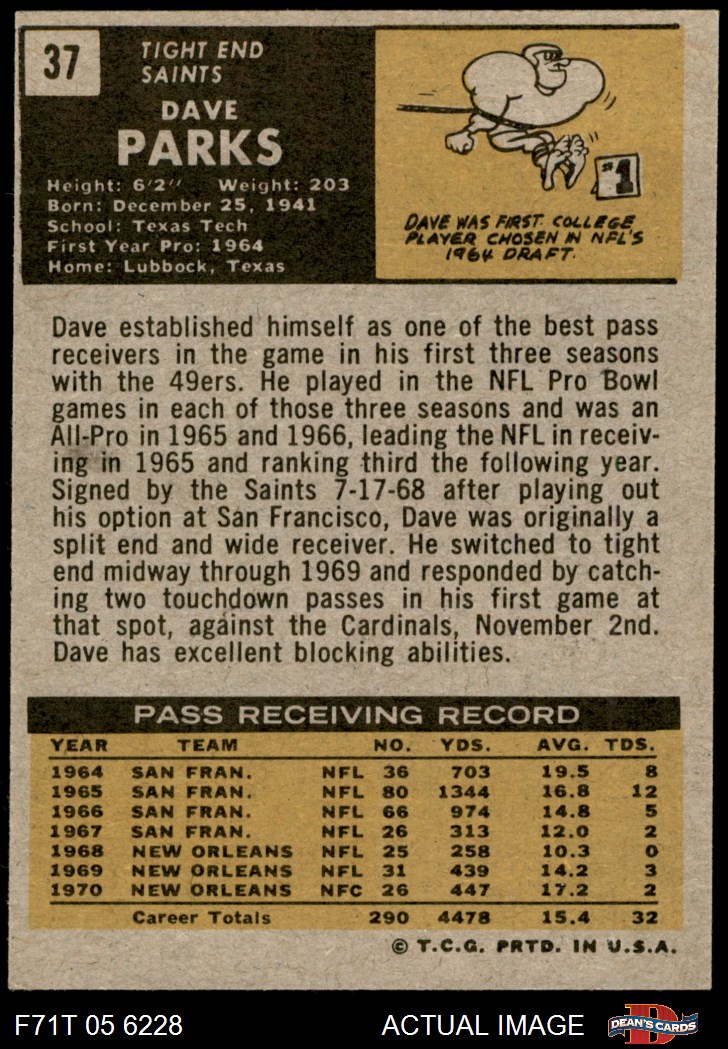 37
TIGHT END
SAINTS
DAVE
PARKS
Height: 6'2" Weight: 203
Born: December 25, 1941
School: Texas Tech
First Year Pro: 1964
Home: Lubbock, Texas
#1
DAVE WAS FIRST COLLEGE
PLAYER CHOSEN IN NFL'S
1964 DRAFT.
Dave established himself as one of the best pass
receivers in the game in his first three seasons
with the 49ers. He played in the NFL Pro Bowl
games in each of those three seasons and was an
All-Pro in 1965 and 1966, leading the NFL in receiv-
ing in 1965 and ranking third the following year.
Signed by the Saints 7-17-68 after playing out
his option at San Francisco, Dave was originally a
split end and wide receiver. He switched to tight
end midway through 1969 and responded by catch-
ing two touchdown passes in his first game at
that spot, against the Cardinals, November 2nd.
Dave has excellent blocking abilities.
PASS RECEIVING RECORD
YEAR TEAM NO. YDS. AVG. TDS.
1964 SAN FRAN. NFL 36 703 19.5 8
1965 SAN FRAN. NFL 80 1344 16.8 12
1966 SAN FRAN. NFL 66 974 14.8 5
1967 SAN FRAN. NFL 26 313 12.0 2
1968 NEW ORLEANS NFL 25 258 10.3 0
1969 NEW ORLEANS NFL 31 439 14.2 3
1970 NEW ORLEANS NFC 26 447 17.2 2
Career Totals 290 4478 15.4 32
© T.C.G. PRTD. IN U.S.A.
F71T 05 6228 ACTUAL IMAGE D DEAN'S CARDS